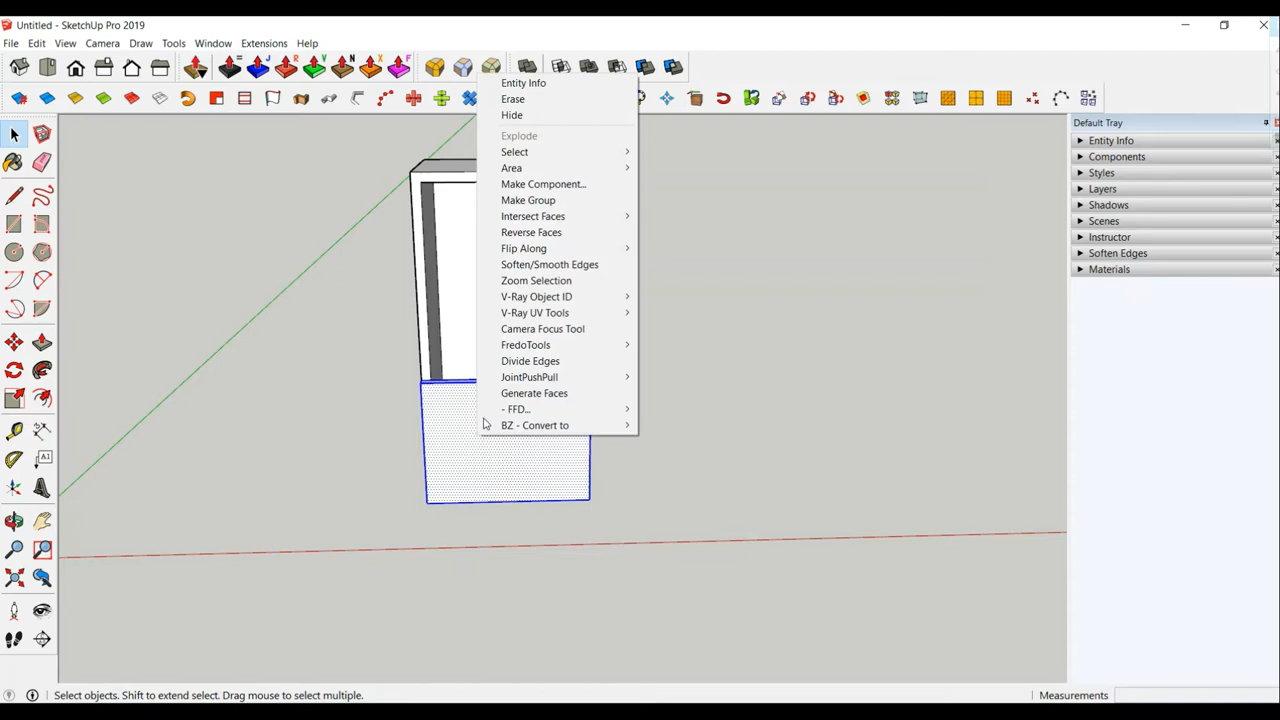 Untitled - SketchUp Pro 2019
File Edit View Camera Draw Tools Window Extensions Help
= J R V N X F
Entity Info
Erase
Hide
Explode
Select
Area
Make Component...
Make Group
Intersect Faces
Reverse Faces
Flip Along
Soften/Smooth Edges
Zoom Selection
V-Ray Object ID
V-Ray UV Tools
Camera Focus Tool
FredoTools
Divide Edges
JointPushPull
Generate Faces
- FFD...
BZ - Convert to
Default Tray
Entity Info
Components
Styles
Layers
Shadows
Scenes
Instructor
Soften Edges
Materials
A1
Select objects. Shift to extend select. Drag mouse to select multiple.
Measurements